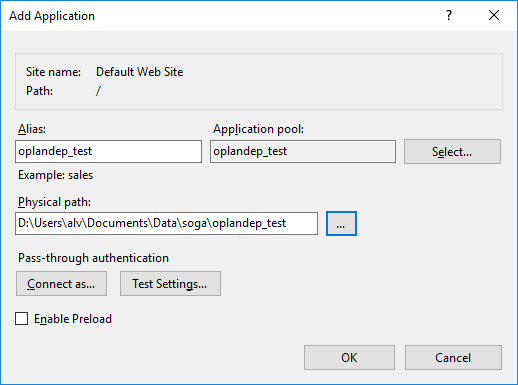 Add Application
?
Site name: Default Web Site
Path: /
Alias: Application pool:
oplandep_test oplandep_test Select...
Example: sales
Physical path:
D:\Users\alv\Documents\Data\soga\oplandep_test ...
Pass-through authentication
Connect as... Test Settings...
Enable Preload
OK Cancel